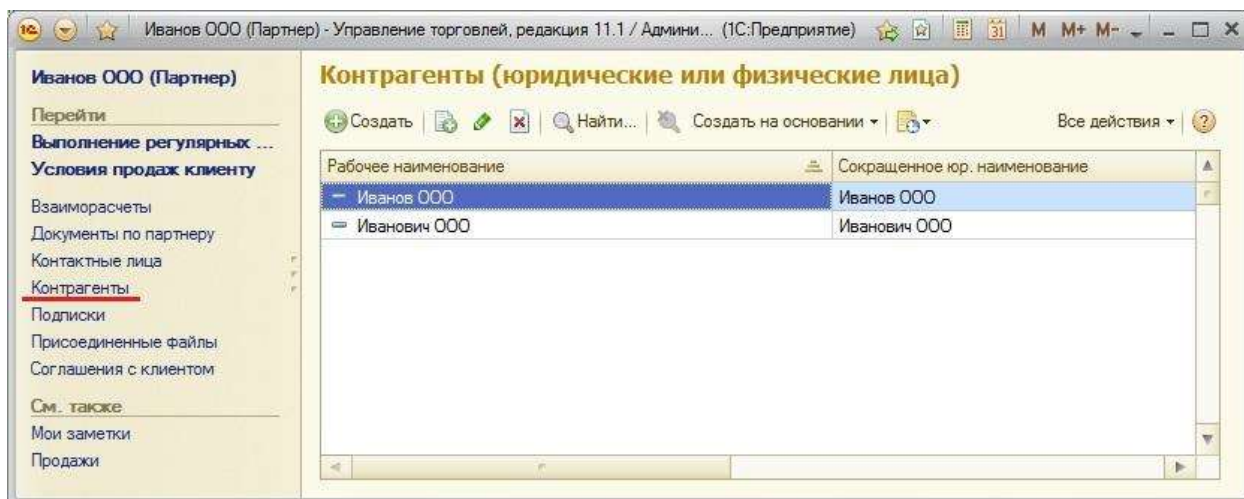 Иванов ООО (Партнер) - Управление торговлей, редакция 11.1 / Админи... (1С:Предприятие) 31 M M+ M-
Иванов ООО (Партнер)
Перейти
Выполнение регулярных ...
Условия продаж клиенту
Взаиморасчеты
Документы по партнеру
Контактные лица
Контрагенты
Подписки
Присоединенные файлы
Соглашения с клиентом
См. также
Мои заметки
Продажи
Контрагенты (юридические или физические лица)
Создать Найти... Создать на основании Все действия ?
Рабочее наименование Сокращенное юр. наименование
Иванов ООО Иванов ООО
Иванович ООО Иванович ООО